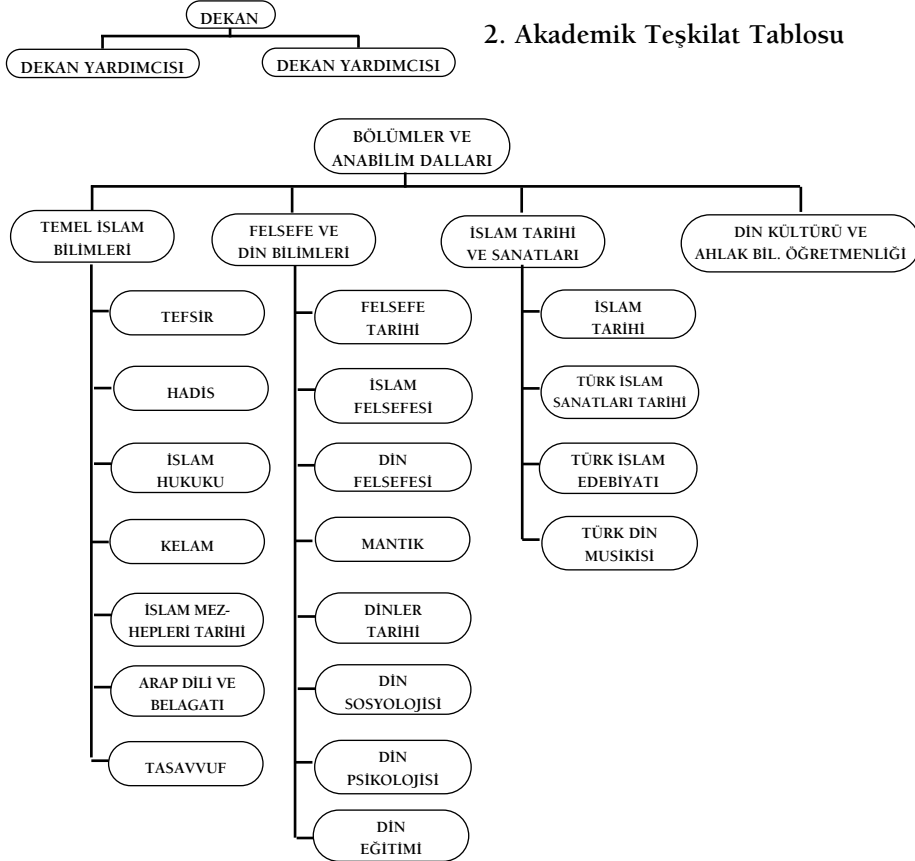 DEKAN
2. Akademik Teşkilat Tablosu
DEKAN YARDIMCISI
DEKAN YARDIMCISI
BÖLÜMLER VE
ANABİLİM DALLARI
TEMEL İSLAM
BİLİMLERİ
FELSEFE VE
DİN BİLİMLERİ
İSLAM TARİHİ
VE SANATLARI
DİN KÜLTÜRÜ VE
AHLAK BİL. ÖĞRETMENLİĞİ
TEFSİR
HADİS
İSLAM
HUKUKU
KELAM
İSLAM MEZ-
HEPLERİ TARİHİ
ARAP DİLİ VE
BELAGATI
TASAVVUF
FELSEFE
TARİHİ
İSLAM
FELSEFESİ
DİN
FELSEFESİ
MANTIK
DİNLER
TARİHİ
DİN
SOSYOLOJİSİ
DİN
PSİKOLOJİSİ
DİN
EĞİTİMİ
İSLAM
TARİHİ
TÜRK İSLAM
SANATLARI TARİHİ
TÜRK İSLAM
EDEBİYATI
TÜRK DİN
MUSIKİSİ